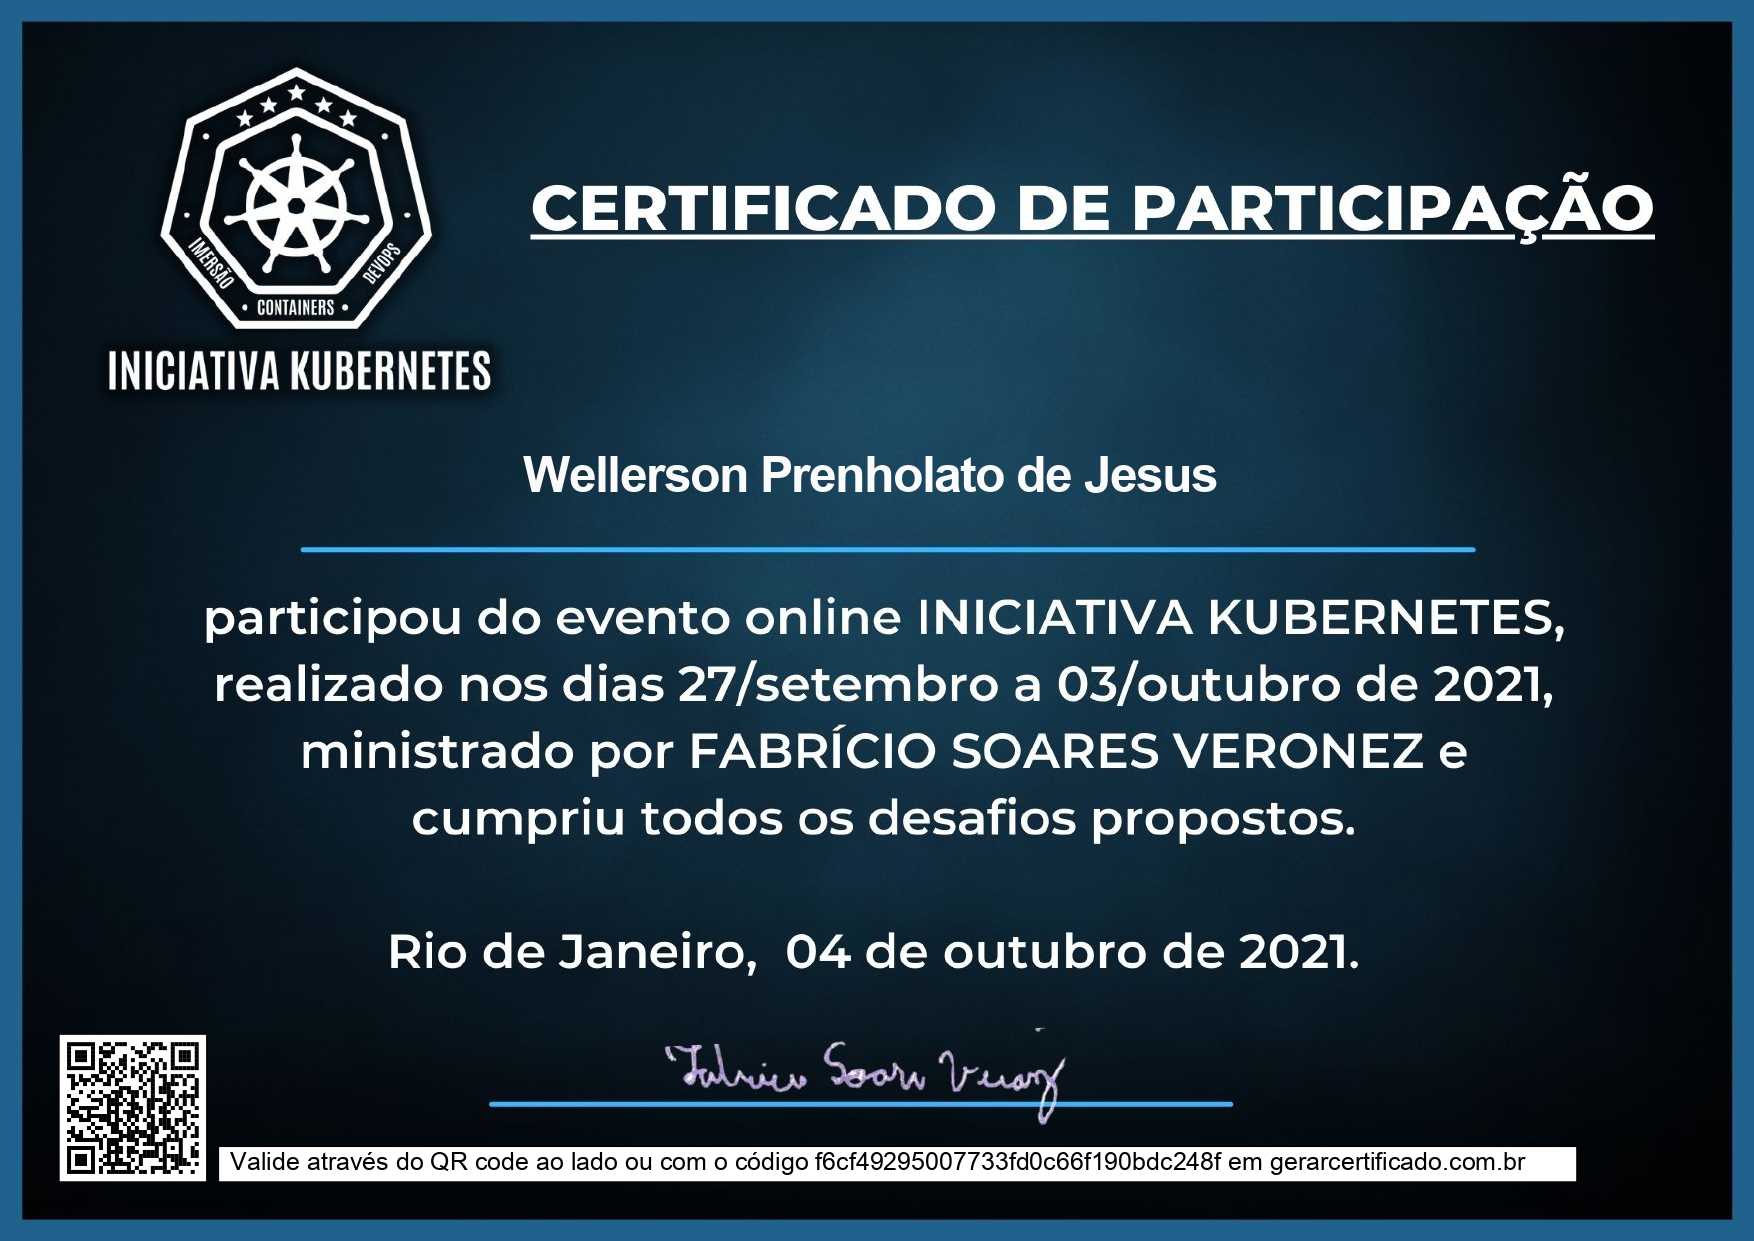 IMERSÃO
DEVOPS
• CONTAINERS •
INICIATIVA KUBERNETES
CERTIFICADO DE PARTICIPAÇÃO
Wellerson Prenholato de Jesus
participou do evento online INICIATIVA KUBERNETES,
realizado nos dias 27/setembro a 03/outubro de 2021,
ministrado por FABRÍCIO SOARES VERONEZ e
cumpriu todos os desafios propostos.
Rio de Janeiro, 04 de outubro de 2021.
Valide através do QR code ao lado ou com o código f6cf49295007733fd0c66f190bdc248f em gerarcertificado.com.br